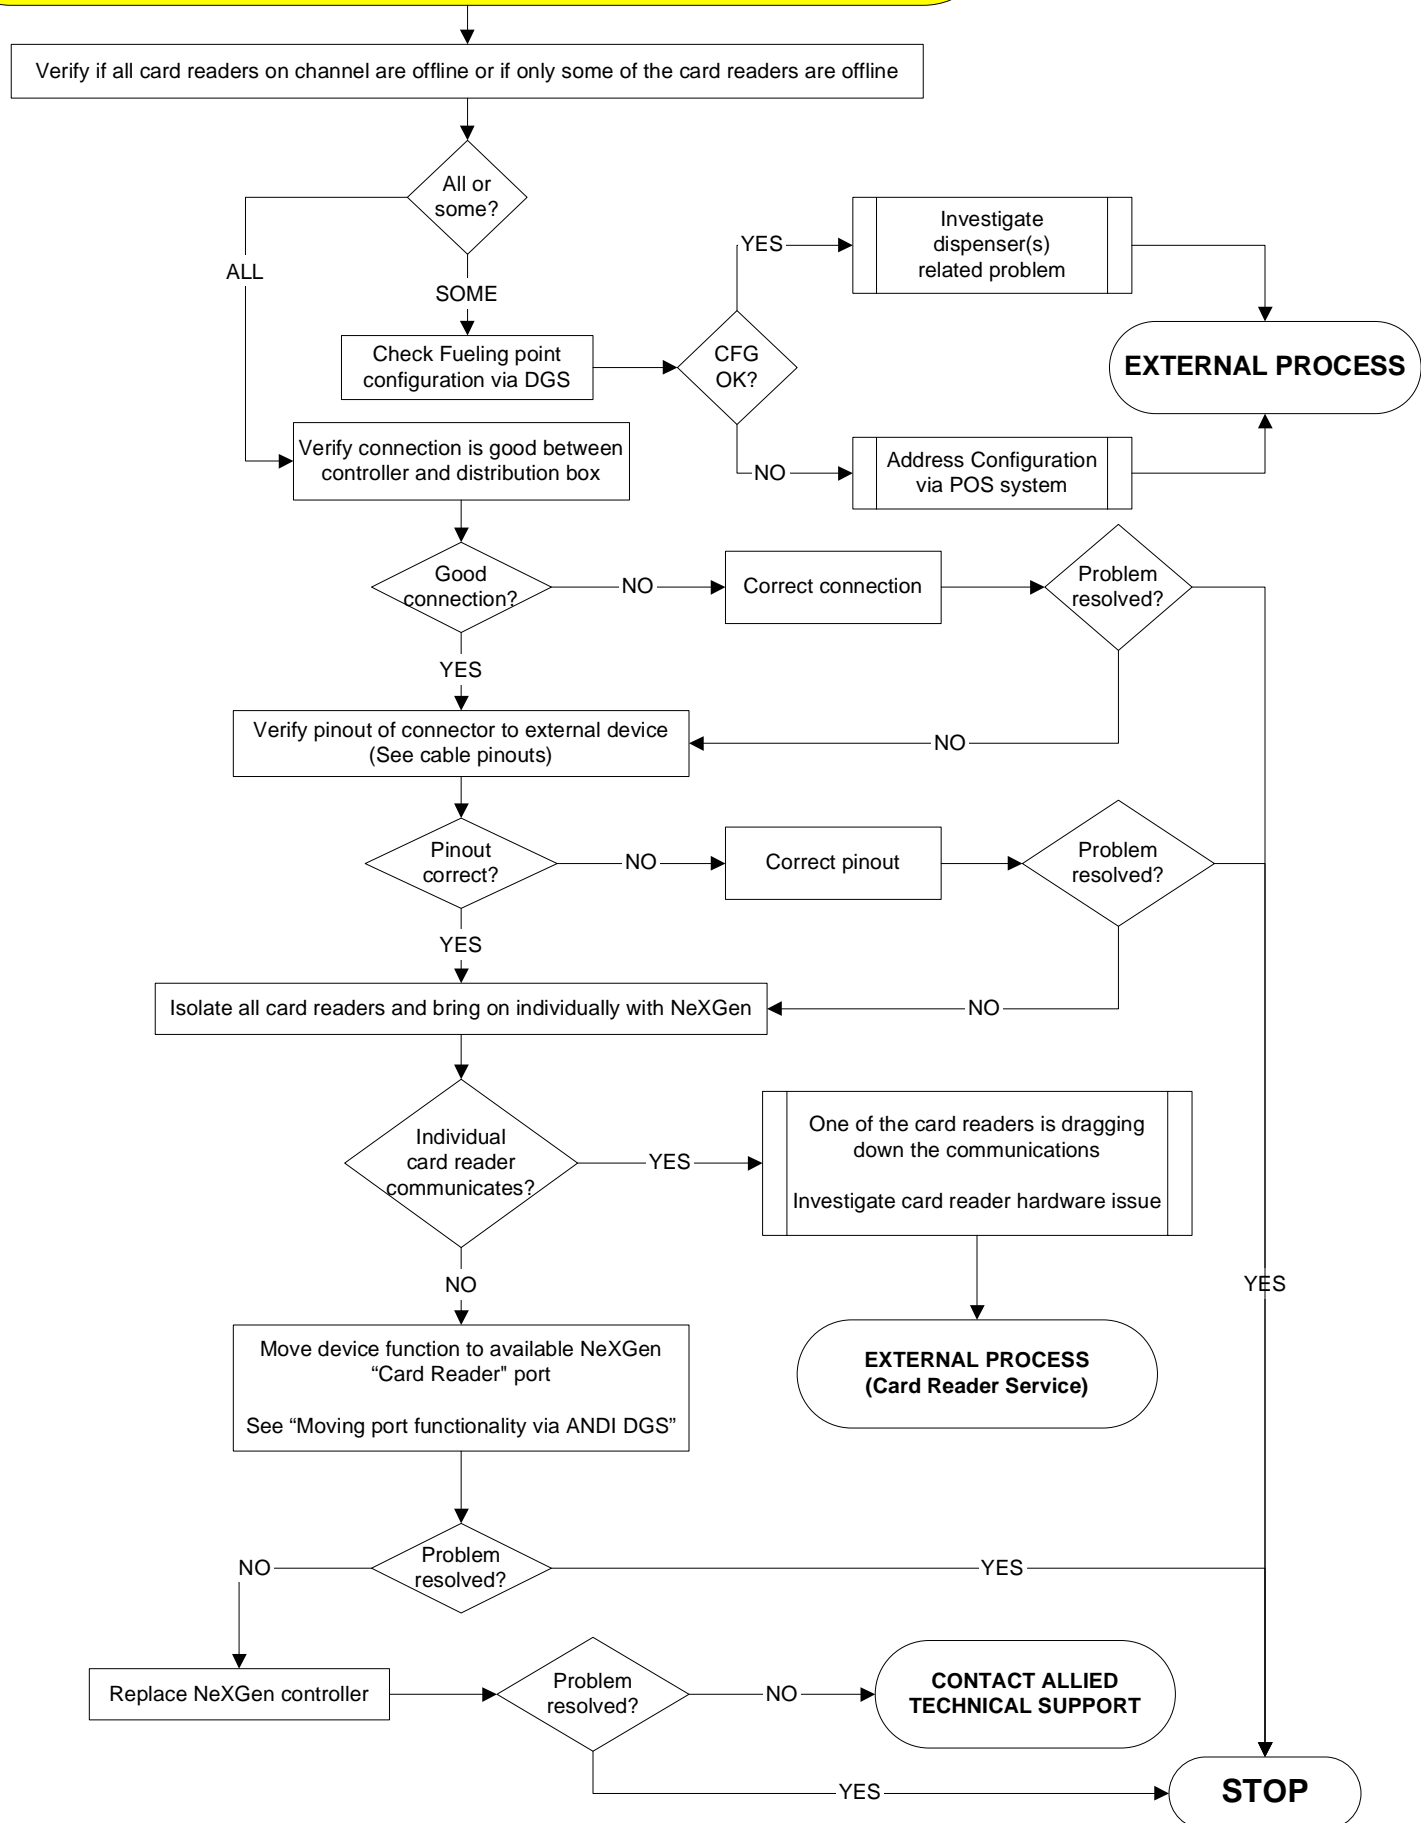 Verify if all card readers on channel are offline or if only some of the card readers are offline
All or
some?
ALL
SOME
Check Fueling point
configuration via DGS
CFG
OK?
YES
Investigate
dispenser(s)
related problem
EXTERNAL PROCESS
NO
Address Configuration
via POS system
Verify connection is good between
controller and distribution box
Good
connection?
NO
Correct connection
Problem
resolved?
YES
NO
Verify pinout of connector to external device
(See cable pinouts)
Pinout
correct?
NO
Correct pinout
Problem
resolved?
YES
NO
Isolate all card readers and bring on individually with NeXGen
Individual
card reader
communicates?
YES
One of the card readers is dragging
down the communications
Investigate card reader hardware issue
EXTERNAL PROCESS
(Card Reader Service)
YES
NO
Move device function to available NeXGen
“Card Reader" port
See “Moving port functionality via ANDI DGS”
Problem
resolved?
NO
YES
Replace NeXGen controller
Problem
resolved?
NO
CONTACT ALLIED
TECHNICAL SUPPORT
YES
STOP